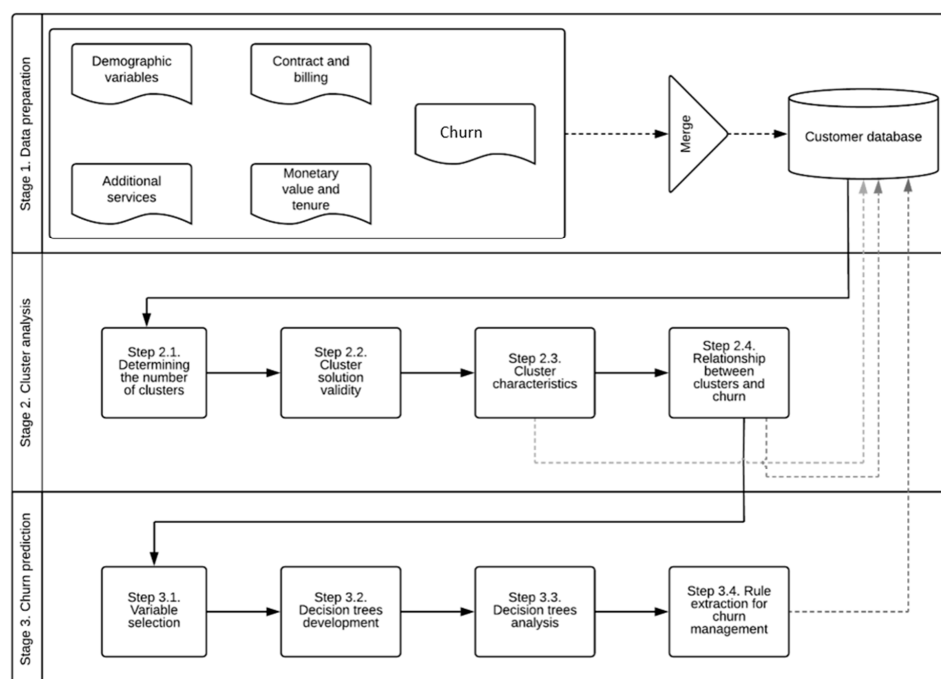 Stage 1. Data preparation
Demographic
variables
Contract and
billing
Churn
Additional
services
Monetary
value and
tenure
Merge
Customer database
Stage 2. Cluster analysis
Step 2.1.
Determining
the number
of clusters
Step 2.2.
Cluster
solution
validity
Step 2.3.
Cluster
characteristics
Step 2.4.
Relationship
between
clusters and
churn
Stage 3. Churn prediction
Step 3.1.
Variable
selection
Step 3.2.
Decision trees
development
Step 3.3.
Decision trees
analysis
Step 3.4. Rule
extraction for
churn
management